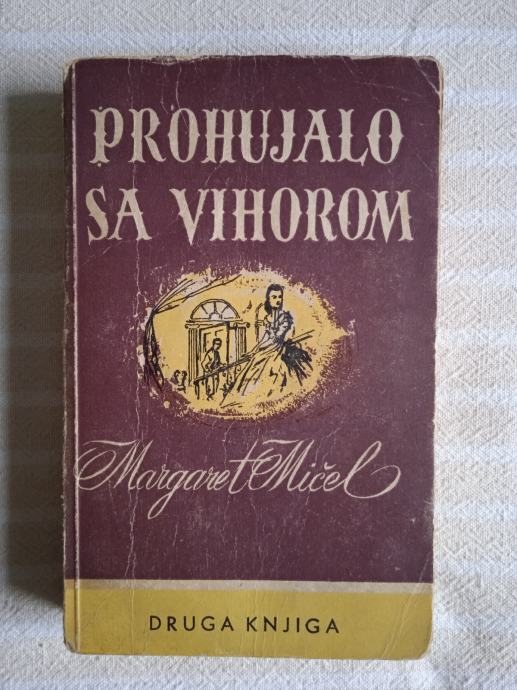 PROHUJALO
SA VIHOROM
Margaret Mičel
DRUGA KNJIGA